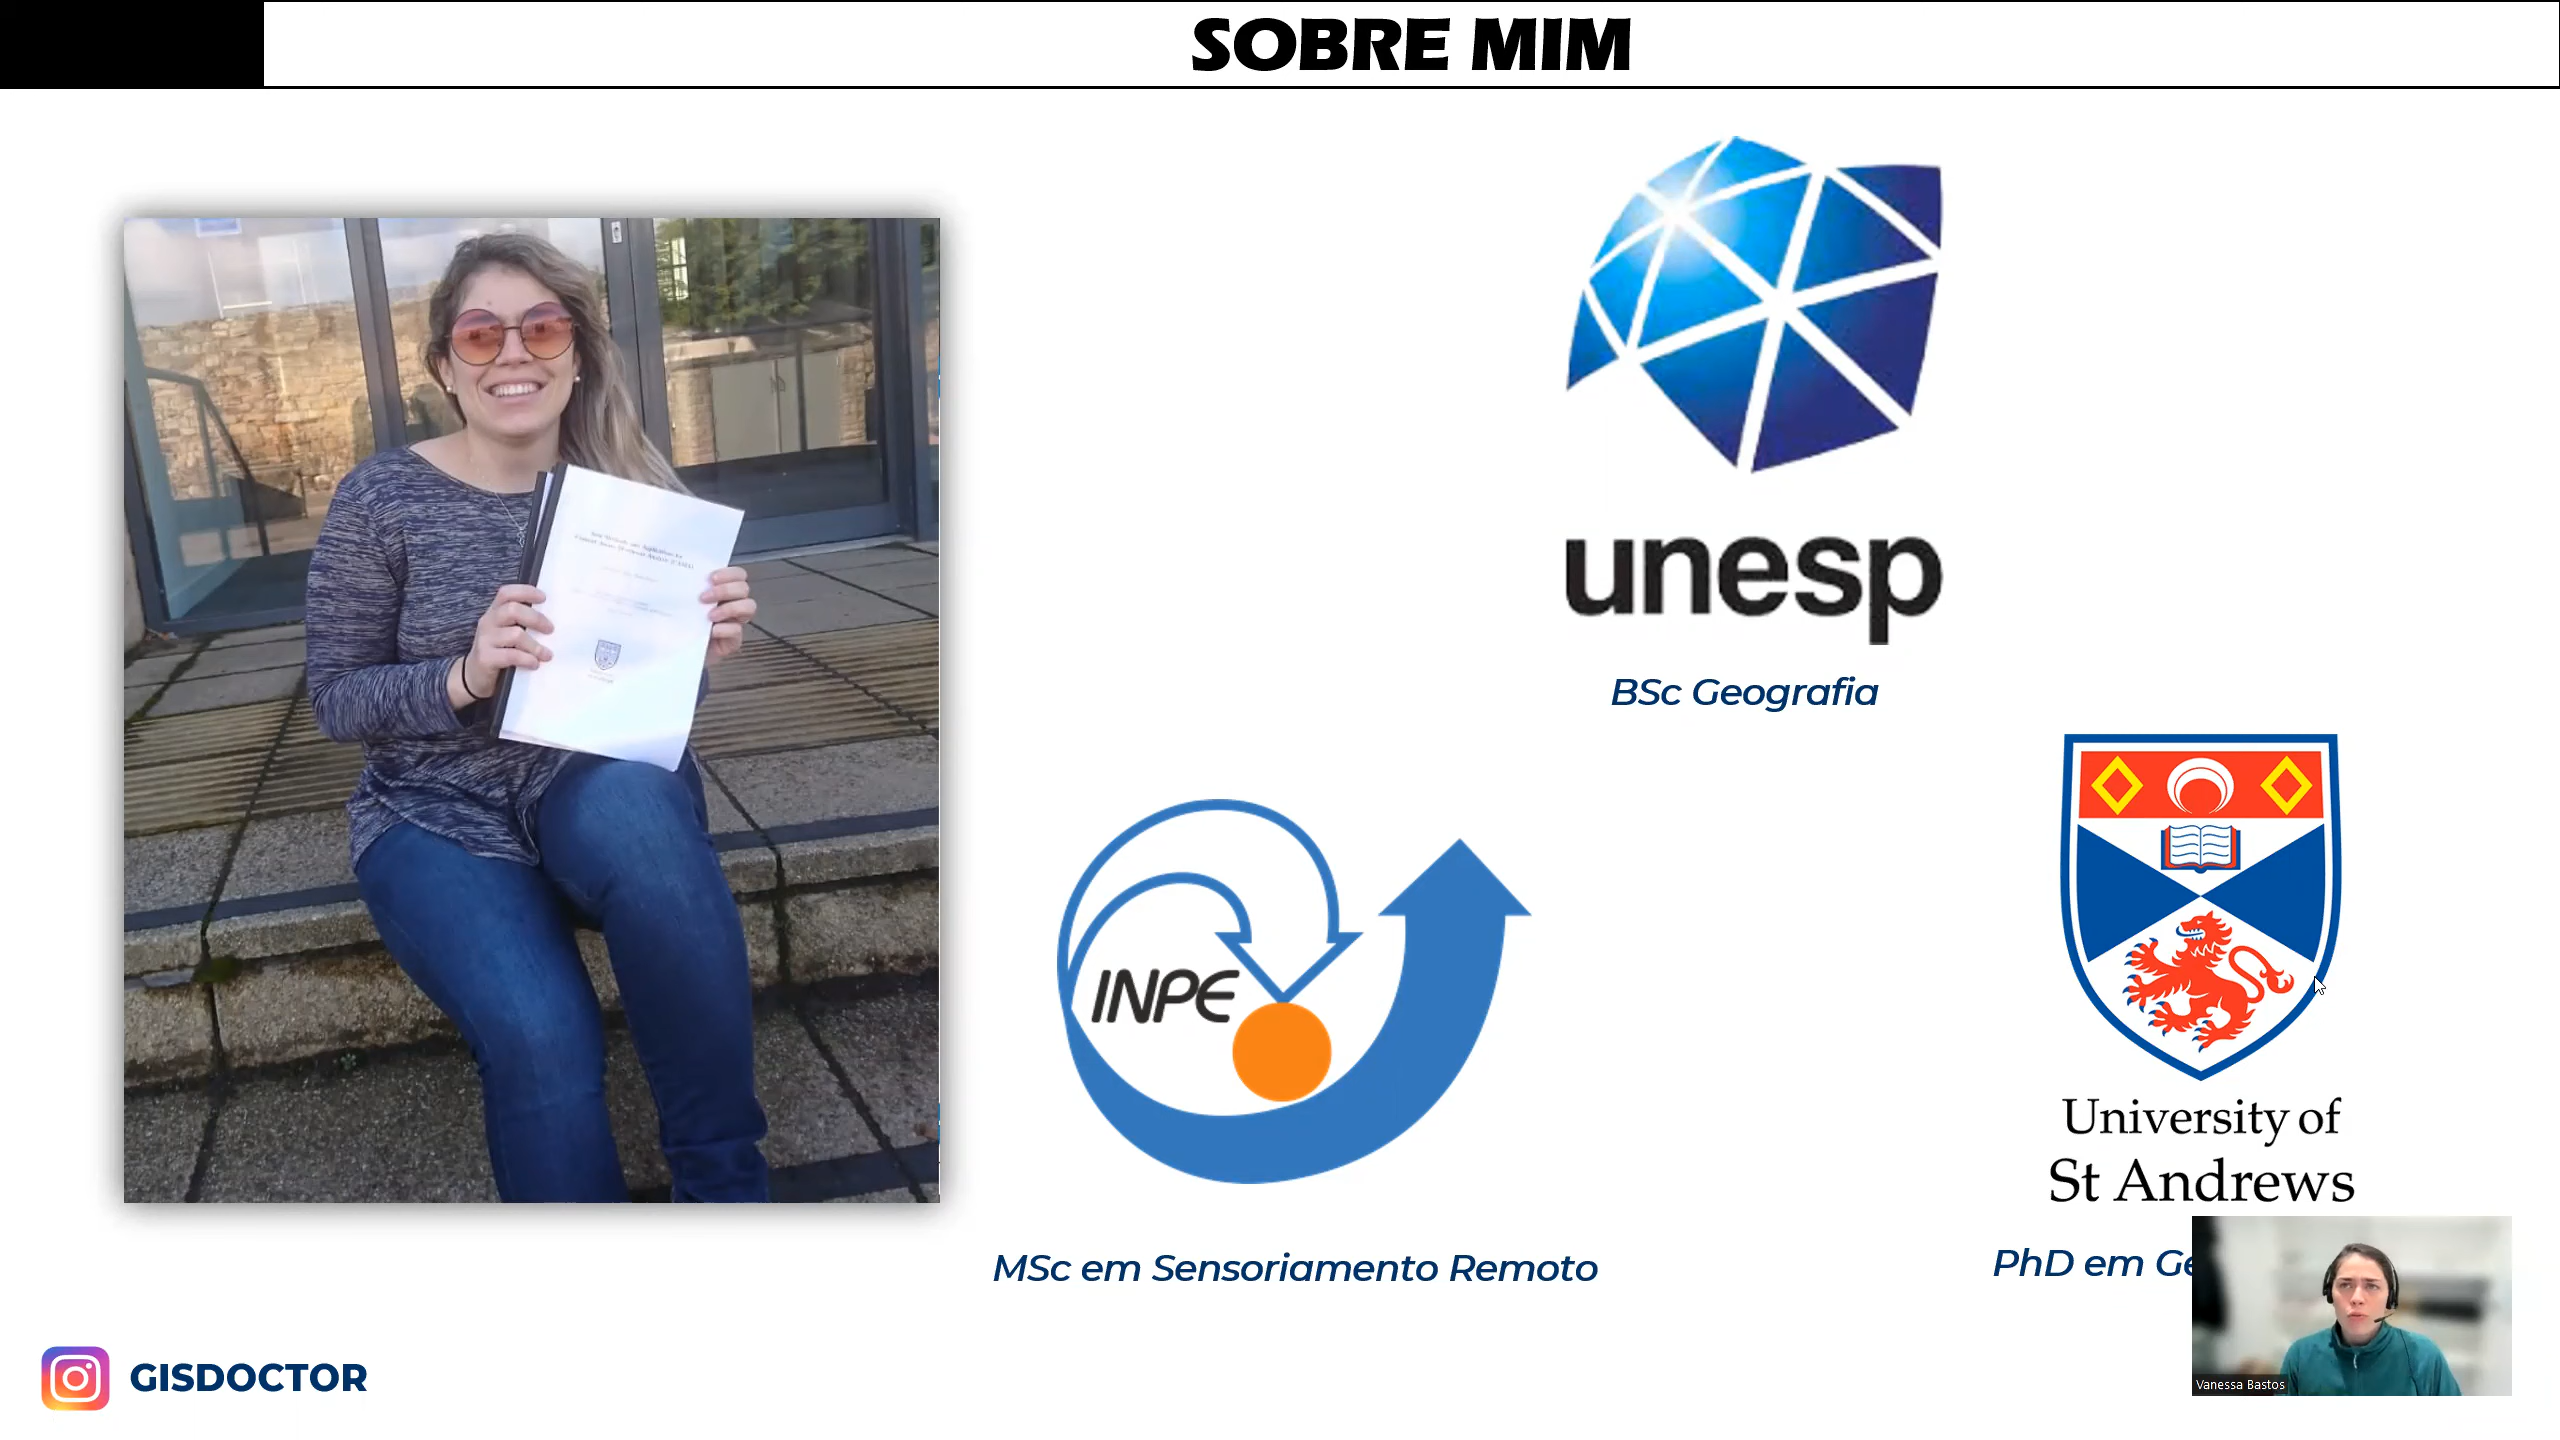 SOBRE MIM
unesp
BSc Geografia
INPE
MSc em Sensoriamento Remoto
University of
St Andrews
PhD em
GISDOCTOR
Vanessa Bastos